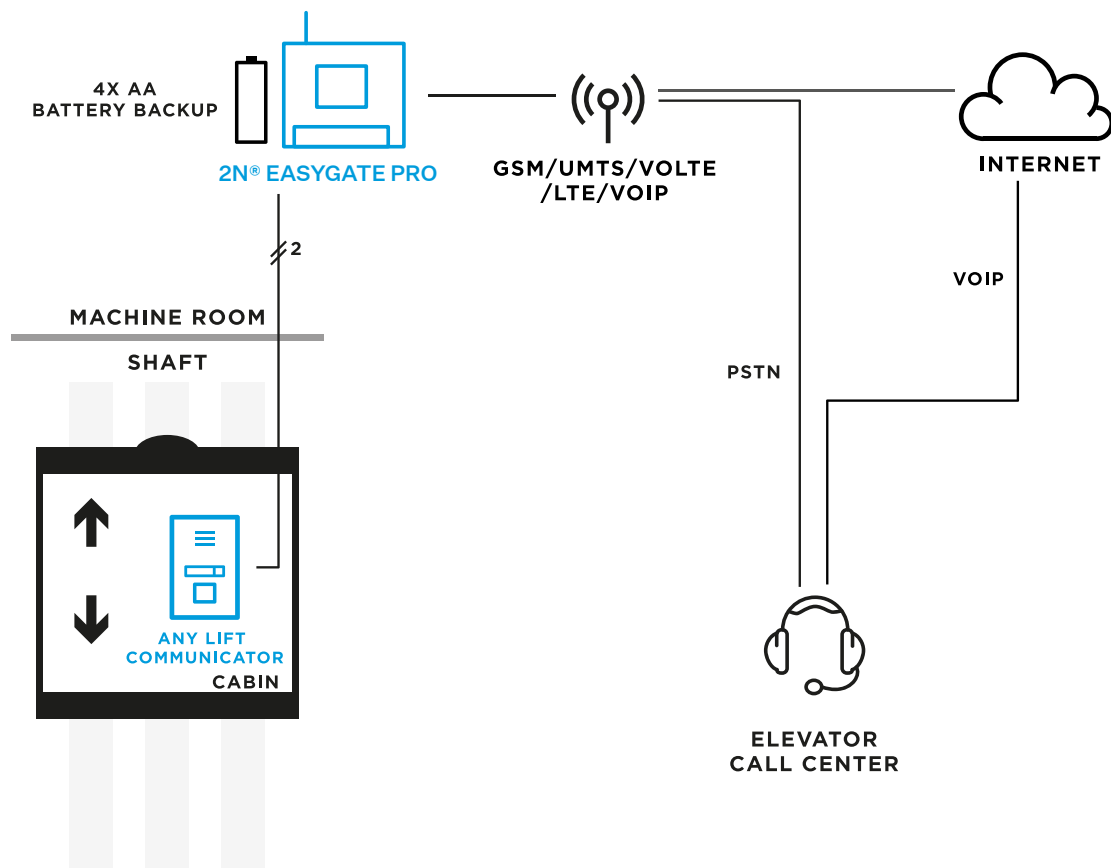 4X AA
BATTERY BACKUP
2N® EASYGATE PRO
GSM/UMTS/VOLTE
/LTE/VOIP
INTERNET
2
VOIP
MACHINE ROOM
SHAFT
PSTN
ANY LIFT
COMMUNICATOR
CABIN
ELEVATOR
CALL CENTER